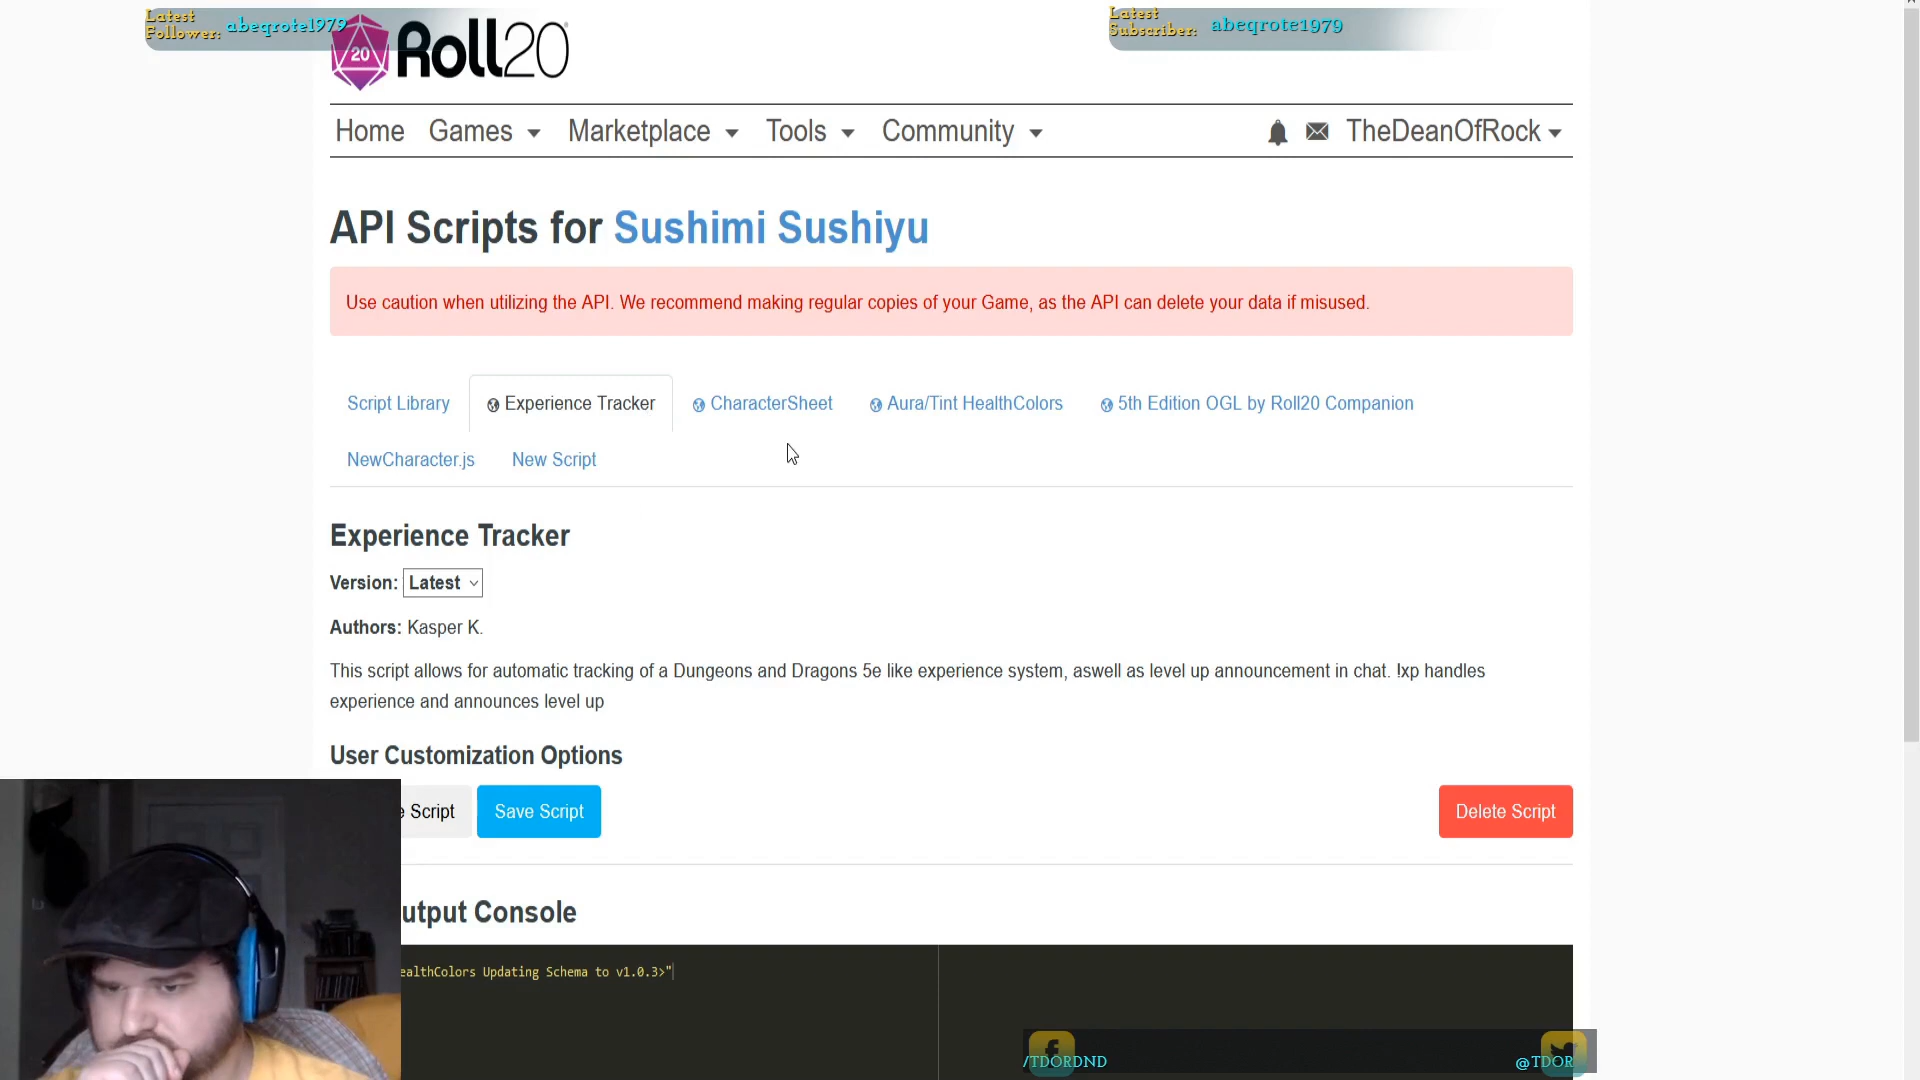 Latest
Follower: abeqrote1979
Latest
Subscriber: abeqrote1979
20 Roll20
Home Games Marketplace Tools Community TheDeanOfRock
API Scripts for Sushimi Sushiyu
Use caution when utilizing the API. We recommend making regular copies of your Game, as the API can delete your data if misused.
Script Library Experience Tracker CharacterSheet Aura/Tint HealthColors 5th Edition OGL by Roll20 Companion
NewCharacter.js New Script
Experience Tracker
Version: Latest
Authors: Kasper K.
This script allows for automatic tracking of a Dungeons and Dragons 5e like experience system, aswell as level up announcement in chat. !xp handles
experience and announces level up
User Customization Options
e Script Save Script Delete Script
utput Console
ealthColors Updating Schema to v1.0.3>"
/TDORDND @TDOR